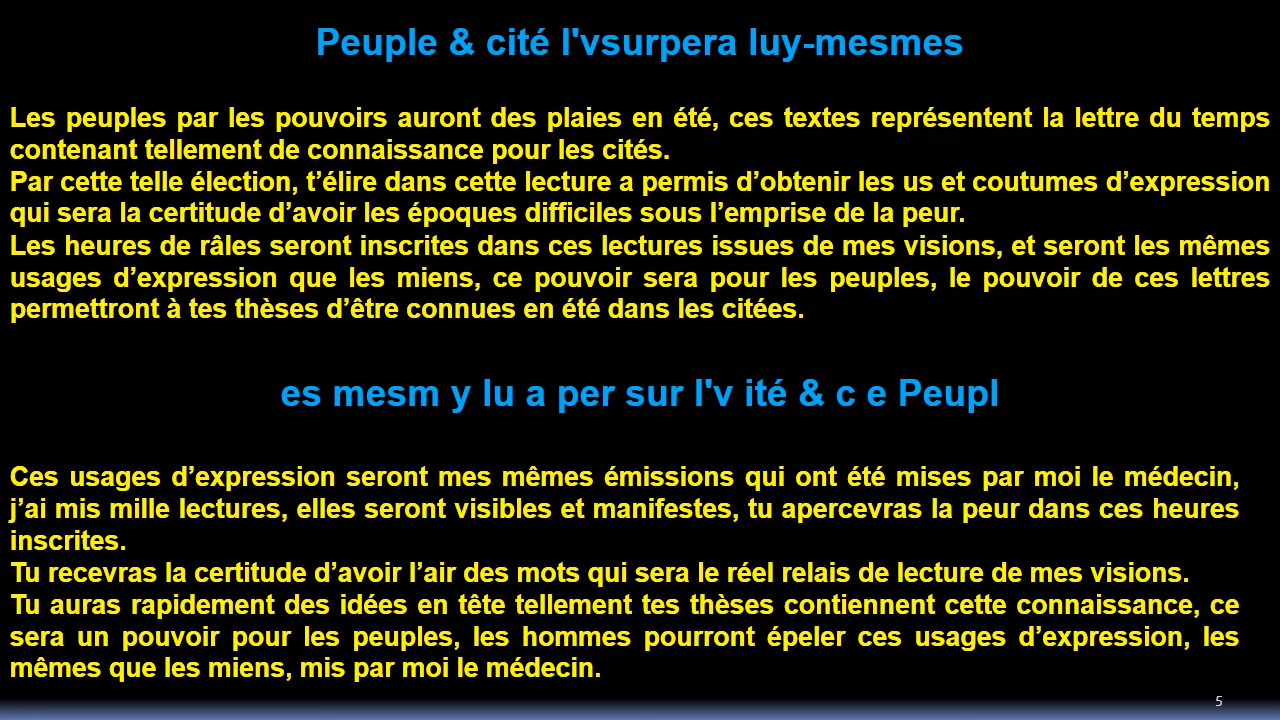 Peuple & cité l'vsurpera luy-mesmes
Les peuples par les pouvoirs auront des plaies en été, ces textes représentent la lettre du temps
contenant tellement de connaissance pour les cités.
Par cette telle élection, t’élire dans cette lecture a permis d’obtenir les us et coutumes d’expression
qui sera la certitude d’avoir les époques difficiles sous l’emprise de la peur.
Les heures de râles seront inscrites dans ces lectures issues de mes visions, et seront les mêmes
usages d’expression que les miens, ce pouvoir sera pour les peuples, le pouvoir de ces lettres
permettront à tes thèses d’être connues en été dans les citées.
es mesm y lu a per sur l'v ité & c e Peupl
Ces usages d’expression seront mes mêmes émissions qui ont été mises par moi le médecin,
j’ai mis mille lectures, elles seront visibles et manifestes, tu apercevras la peur dans ces heures
inscrites.
Tu recevras la certitude d’avoir l’air des mots qui sera le réel relais de lecture de mes visions.
Tu auras rapidement des idées en tête tellement tes thèses contiennent cette connaissance, ce
sera un pouvoir pour les peuples, les hommes pourront épeler ces usages d’expression, les
mêmes que les miens, mis par moi le médecin.
5